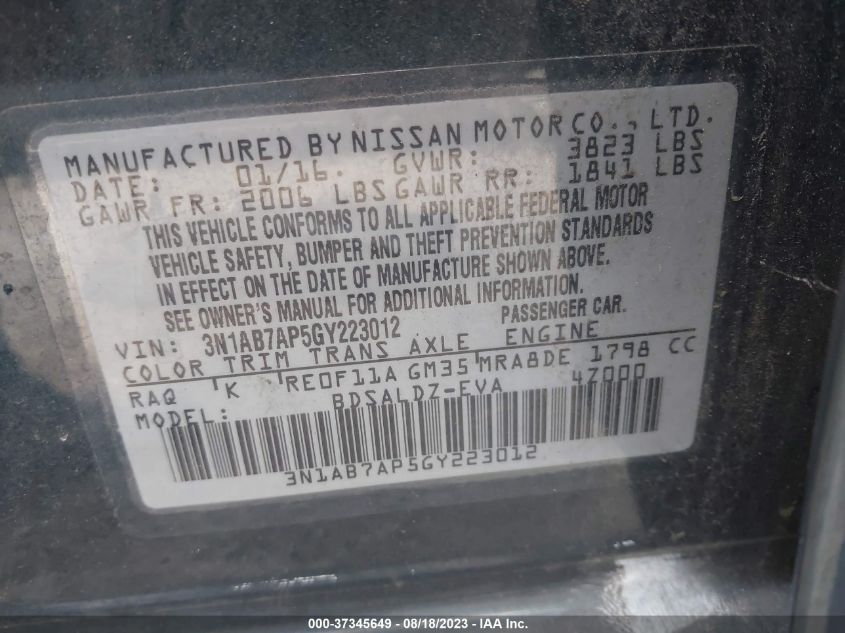 MANUFACTURED BY NISSAN MOTOR CO., LTD.
DATE: 01/16. GVWR: 3823 LBS
GAWR FR: 2006 LBS GAWR RR: 1841 LBS
THIS VEHICLE CONFORMS TO ALL APPLICABLE FEDERAL MOTOR
VEHICLE SAFETY, BUMPER AND THEFT PREVENTION STANDARDS
IN EFFECT ON THE DATE OF MANUFACTURE SHOWN ABOVE.
SEE OWNER'S MANUAL FOR ADDITIONAL INFORMATION.
VIN: 3N1AB7AP5GY223012 PASSENGER CAR.
COLOR TRIM TRANS AXLE ENGINE
RAQ K RE0F11A GM35 MRA8DE 1798 CC
MODEL: BDSALDZ-EVA 4Z000
3N1AB7AP5GY223012
000-37345649 - 08/18/2023 - IAA Inc.